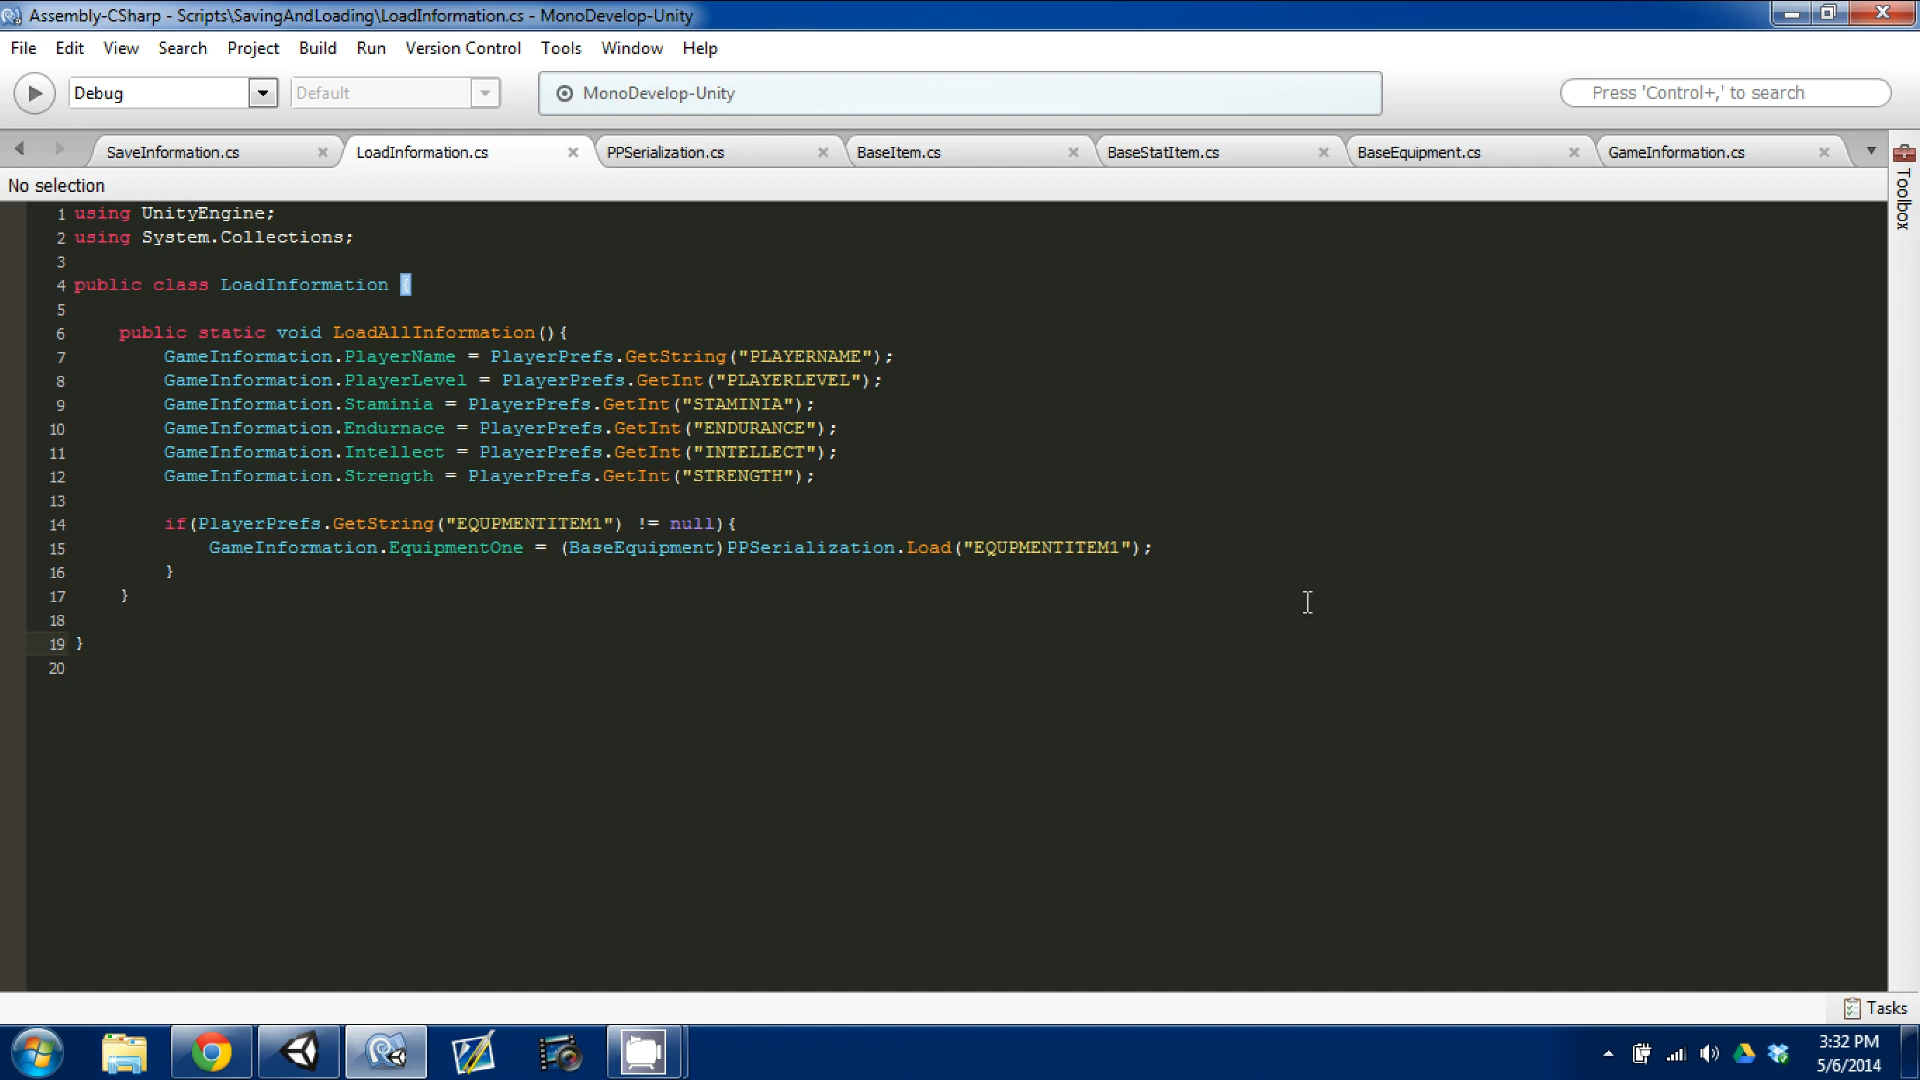 Assembly-CSharp - Scripts\SavingAndLoading\LoadInformation.cs - MonoDevelop-Unity
File Edit View Search Project Build Run Version Control Tools Window Help
Debug Default MonoDevelop-Unity Press 'Control+,' to search
SaveInformation.cs LoadInformation.cs PPSerialization.cs BaseItem.cs BaseStatItem.cs BaseEquipment.cs GameInformation.cs
Toolbox
No selection
1 using UnityEngine;
2 using System.Collections;
3
4 public class LoadInformation {
5
6 public static void LoadAllInformation(){
7 GameInformation.PlayerName = PlayerPrefs.GetString("PLAYERNAME");
8 GameInformation.PlayerLevel = PlayerPrefs.GetInt("PLAYERLEVEL");
9 GameInformation.Staminia = PlayerPrefs.GetInt("STAMINIA");
10 GameInformation.Endurnace = PlayerPrefs.GetInt("ENDURANCE");
11 GameInformation.Intellect = PlayerPrefs.GetInt("INTELLECT");
12 GameInformation.Strength = PlayerPrefs.GetInt("STRENGTH");
13
14 if(PlayerPrefs.GetString("EQUPMENTITEM1") != null){
15 GameInformation.EquipmentOne = (BaseEquipment)PPSerialization.Load("EQUPMENTITEM1");
16 }
17 }
18
19 }
20
Tasks
3:32 PM
5/6/2014